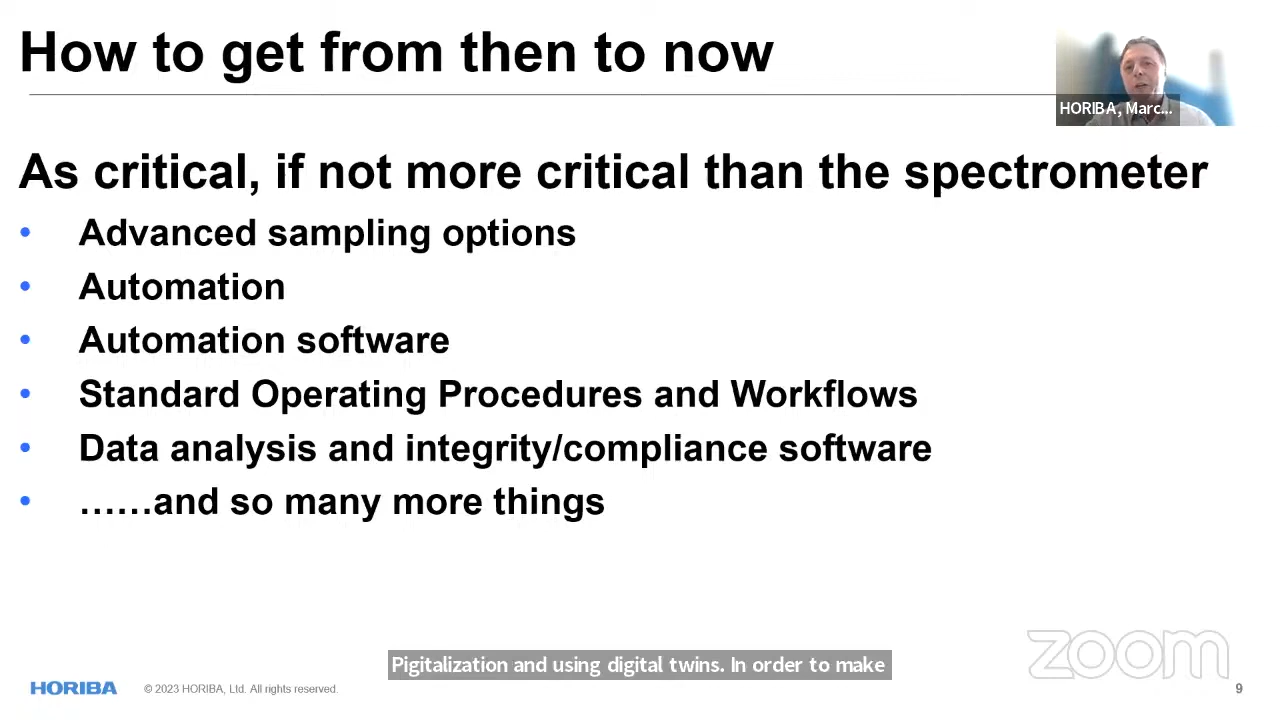 How to get from then to now
HORIBA, Marc...
As critical, if not more critical than the spectrometer
• Advanced sampling options
• Automation
• Automation software
• Standard Operating Procedures and Workflows
• Data analysis and integrity/compliance software
• ……and so many more things
zoom
Pigitalization and using digital twins. In order to make
HORIBA
© 2023 HORIBA, Ltd. All rights reserved.
9